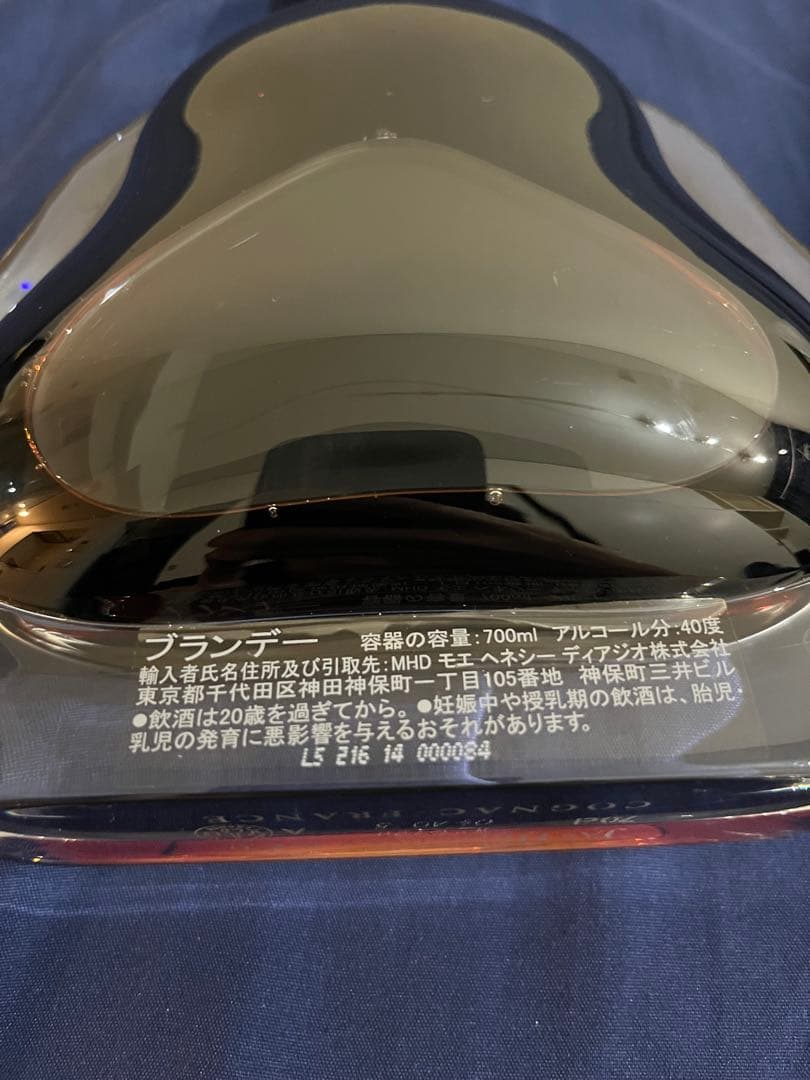 ブランデー 容器の容量:700ml アルコール分:40度
輸入者氏名住所及び引取先:MHD モエ ヘネシー ディアジオ株式会社
東京都千代田区神田神保町一丁目105番地 神保町三井ビル
●飲酒は20歳を過ぎてから。●妊娠中や授乳期の飲酒は、胎児・
乳児の発育に悪影響を与えるおそれがあります。
L5 216 14 000084
COGNAC-FRANCE
70cl